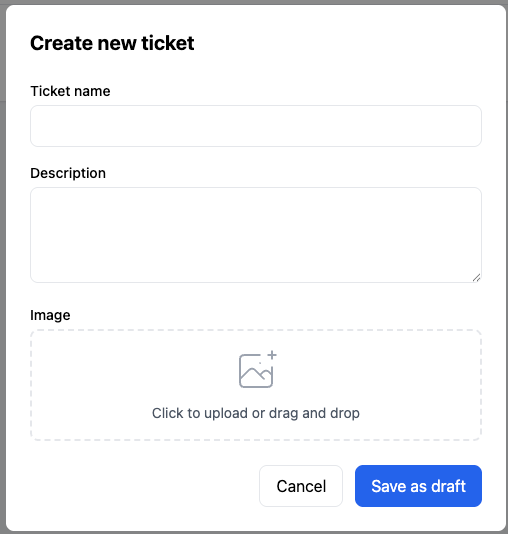 Create new ticket
Ticket name
Description
Image
Click to upload or drag and drop
Cancel
Save as draft